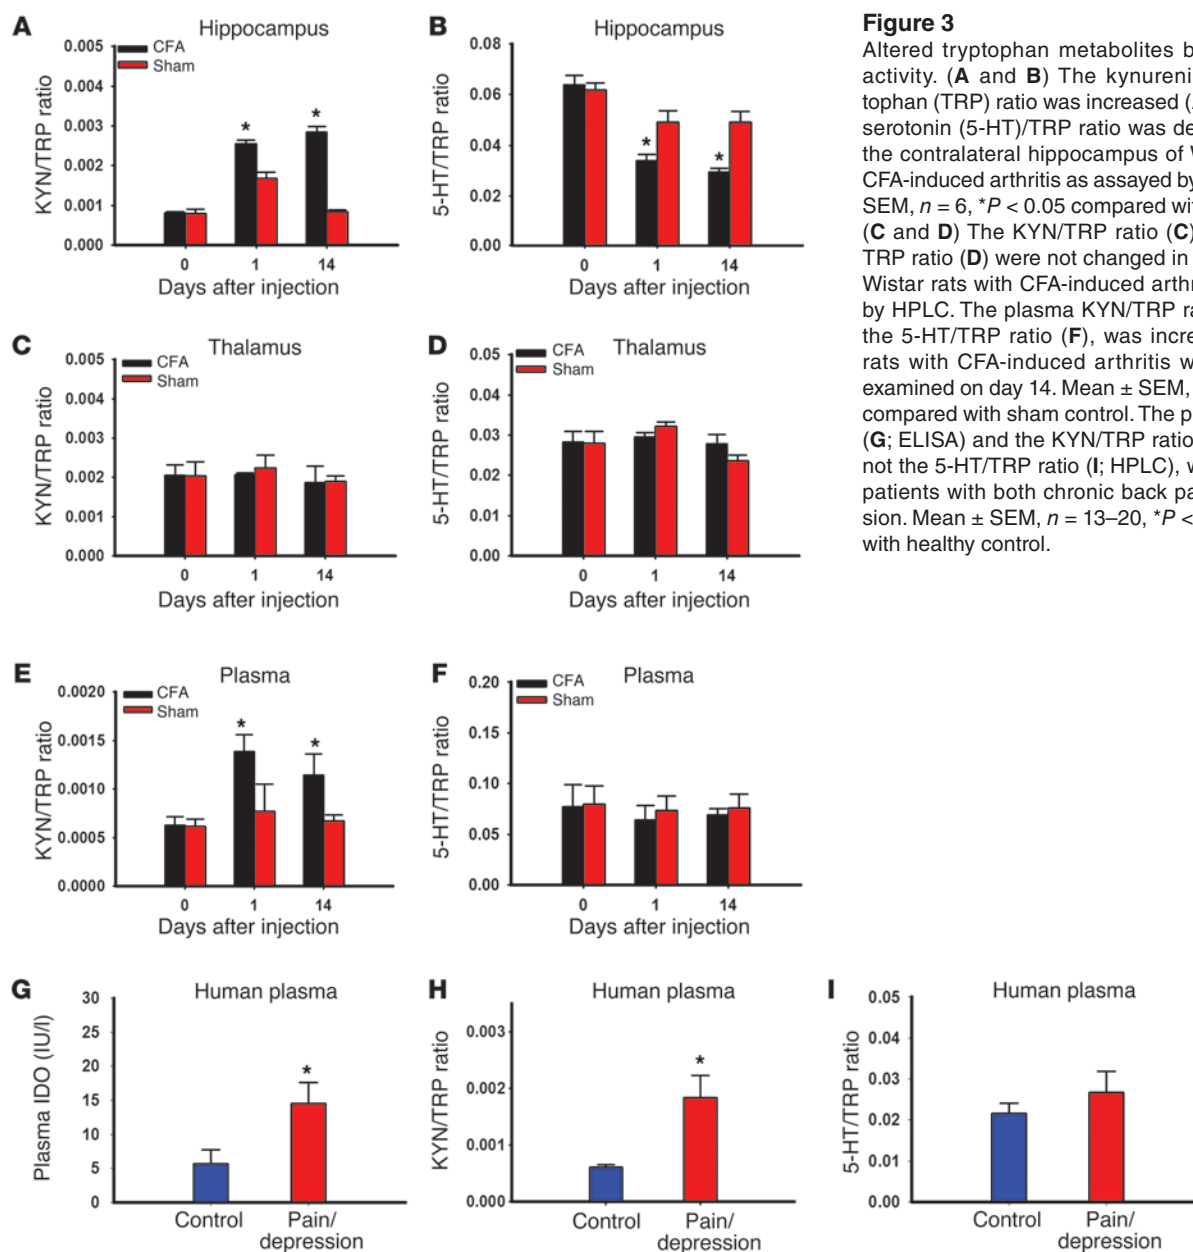 A
Hippocampus
CFA
Sham
KYN/TRP ratio
0.005
0.004
0.003
0.002
0.001
0.000
*
*
0 1 14
Days after injection
B
Hippocampus
5-HT/TRP ratio
0.08
0.06
0.04
0.02
0.00
*
*
0 1 14
Days after injection
Figure 3
Altered tryptophan metabolites b
activity. (A and B) The kynureni
tophan (TRP) ratio was increased (
serotonin (5-HT)/TRP ratio was de
the contralateral hippocampus of
CFA-induced arthritis as assayed by
SEM, n = 6, *P < 0.05 compared wi
(C and D) The KYN/TRP ratio (C)
TRP ratio (D) were not changed in
Wistar rats with CFA-induced arthr
by HPLC. The plasma KYN/TRP ra
the 5-HT/TRP ratio (F), was incre
rats with CFA-induced arthritis w
examined on day 14. Mean ± SEM,
compared with sham control. The p
(G; ELISA) and the KYN/TRP ratio
not the 5-HT/TRP ratio (I; HPLC), w
patients with both chronic back pa
sion. Mean ± SEM, n = 13–20, *P <
with healthy control.
C
Thalamus
CFA
Sham
KYN/TRP ratio
0.005
0.004
0.003
0.002
0.001
0.000
0 1 14
Days after injection
D
Thalamus
CFA
Sham
5-HT/TRP ratio
0.05
0.04
0.03
0.02
0.01
0.00
0 1 14
Days after injection
E
Plasma
CFA
Sham
KYN/TRP ratio
0.0020
0.0015
0.0010
0.0005
0.0000
*
*
0 1 14
Days after injection
F
Plasma
CFA
Sham
5-HT/TRP ratio
0.20
0.15
0.10
0.05
0.00
0 1 14
Days after injection
G
Human plasma
Plasma IDO (IU/l)
30
25
20
15
10
5
0
*
Control Pain/
depression
H
Human plasma
KYN/TRP ratio
0.003
0.002
0.001
0.000
*
Control Pain/
depression
I
Human plasma
5-HT/TRP ratio
0.05
0.04
0.03
0.02
0.01
0.00
Control Pain/
depression